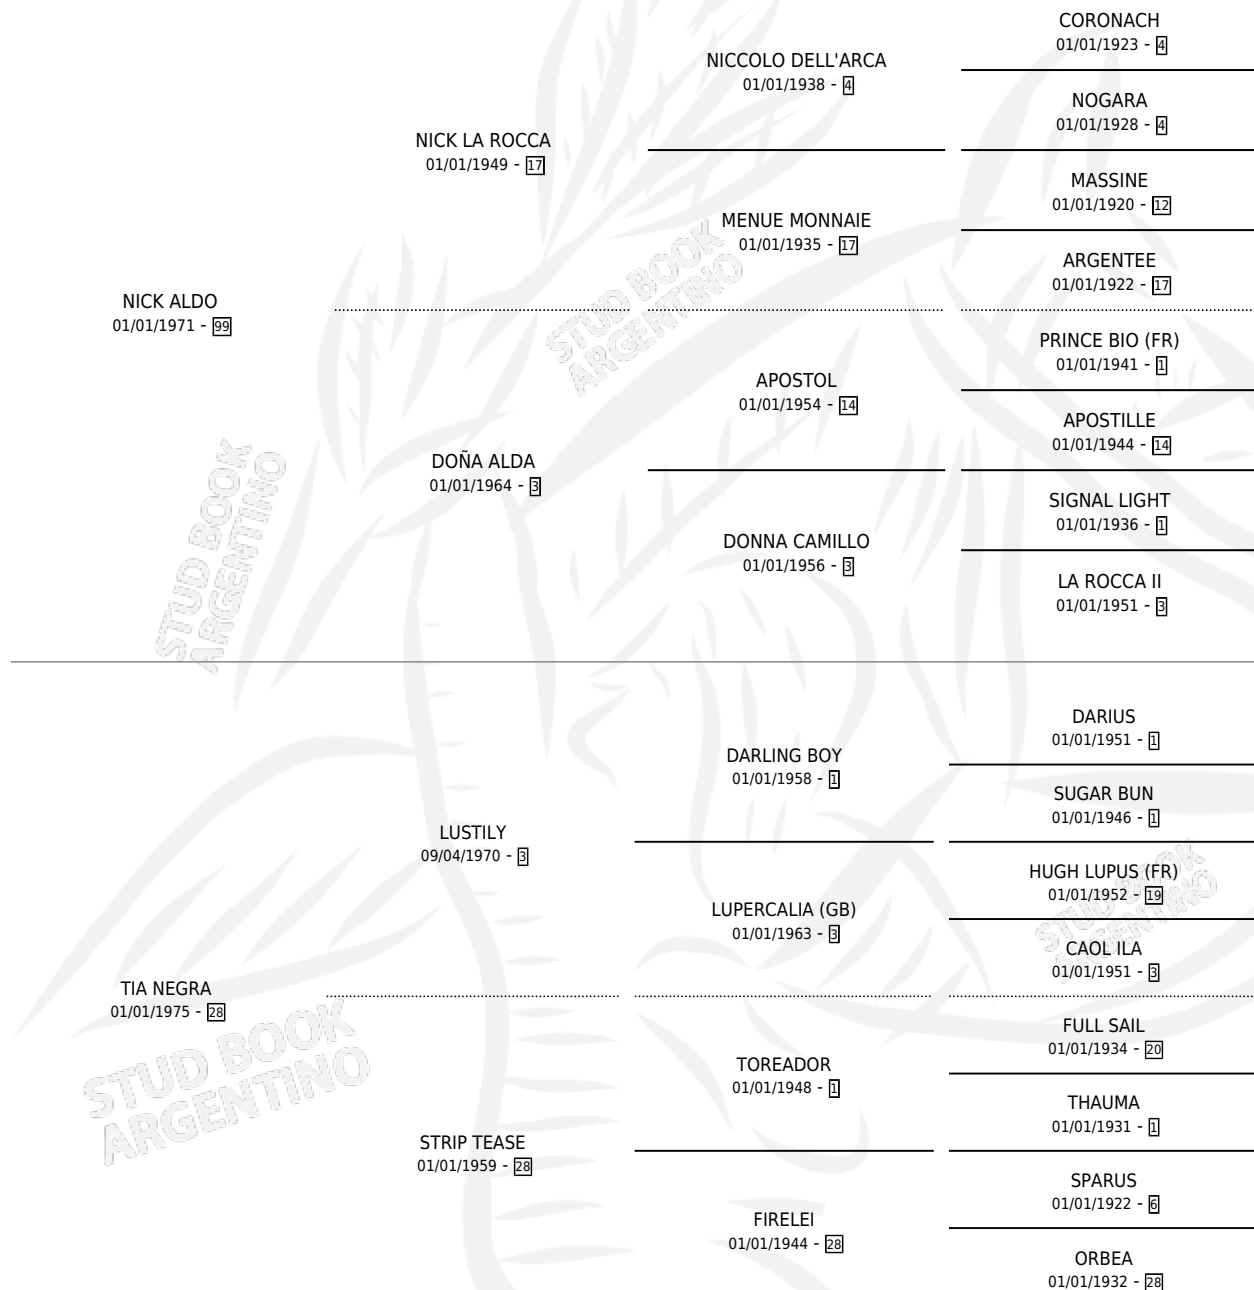 CORONACH
01/01/1923 - 4
NICCOLO DELL'ARCA
01/01/1938 - 4
NOGARA
01/01/1928 - 4
NICK LA ROCCA
01/01/1949 - 17
MASSINE
01/01/1920 - 12
MENUE MONNAIE
01/01/1935 - 17
ARGENTEE
01/01/1922 - 17
NICK ALDO
01/01/1971 - 99
PRINCE BIO (FR)
01/01/1941 - 1
APOSTOL
01/01/1954 - 14
APOSTILLE
01/01/1944 - 14
DOÑA ALDA
01/01/1964 - 3
SIGNAL LIGHT
01/01/1936 - 1
DONNA CAMILLO
01/01/1956 - 3
LA ROCCA II
01/01/1951 - 3
DARIUS
01/01/1951 - 1
DARLING BOY
01/01/1958 - 1
SUGAR BUN
01/01/1946 - 1
LUSTILY
09/04/1970 - 3
HUGH LUPUS (FR)
01/01/1952 - 19
LUPERCALIA (GB)
01/01/1963 - 3
CAOL ILA
01/01/1951 - 3
TIA NEGRA
01/01/1975 - 28
FULL SAIL
01/01/1934 - 20
TOREADOR
01/01/1948 - 1
THAUMA
01/01/1931 - 1
STRIP TEASE
01/01/1959 - 28
SPARUS
01/01/1922 - 6
FIRELEI
01/01/1944 - 28
ORBEA
01/01/1932 - 28
STUD BOOK
ARGENTINO
STUD BOOK
ARGENTINO
STUD BOOK
ARGENTINO
STUD BOOK
ARGENTINO